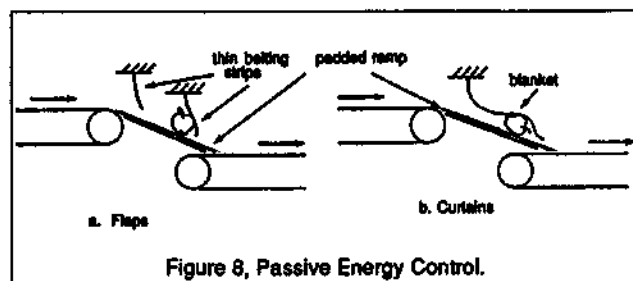 thin belting
strips
padded ramp
blanket
a. Flaps
b. Curtains
Figure 8, Passive Energy Control.